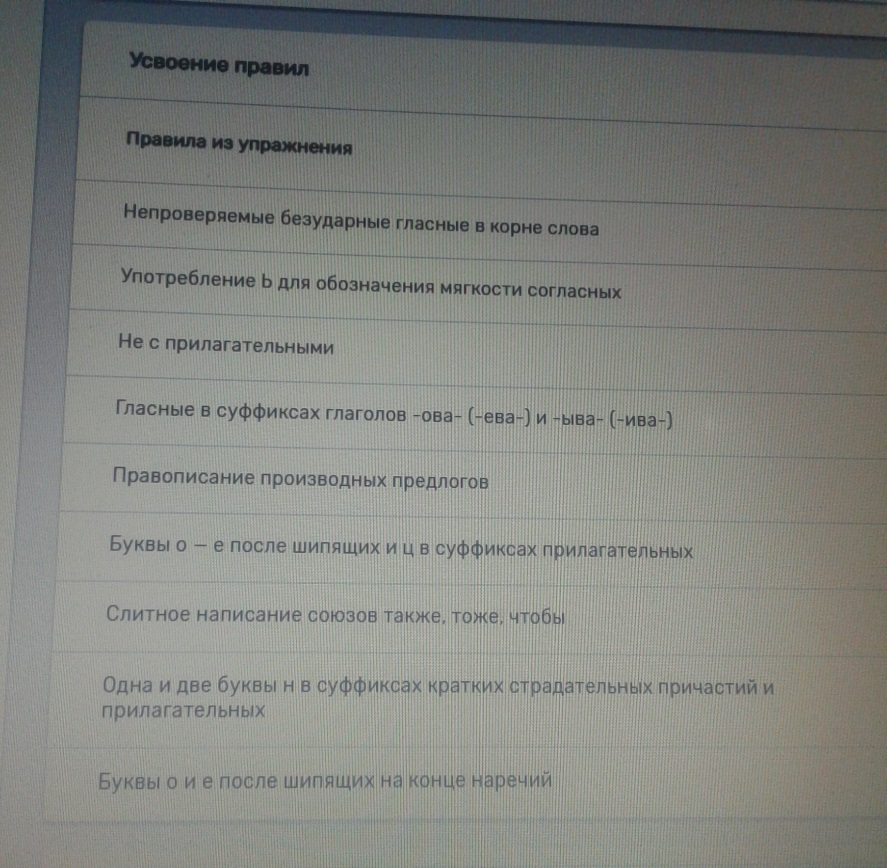 Усвоение правил
Правила из упражнения
Непроверяемые безударные гласные в корне слова
Употребление Ь для обозначения мягкости согласных
Не с прилагательными
Гласные в суффиксах глаголов -ова- (-ева-) и -ыва- (-ива-)
Правописание производных предлогов
Буквы о – е после шипящих и ц в суффиксах прилагательных
Слитное написание союзов также, тоже, чтобы
Одна и две буквы н в суффиксах кратких страдательных причастий и
прилагательных
Буквы о и е после шипящих на конце наречий